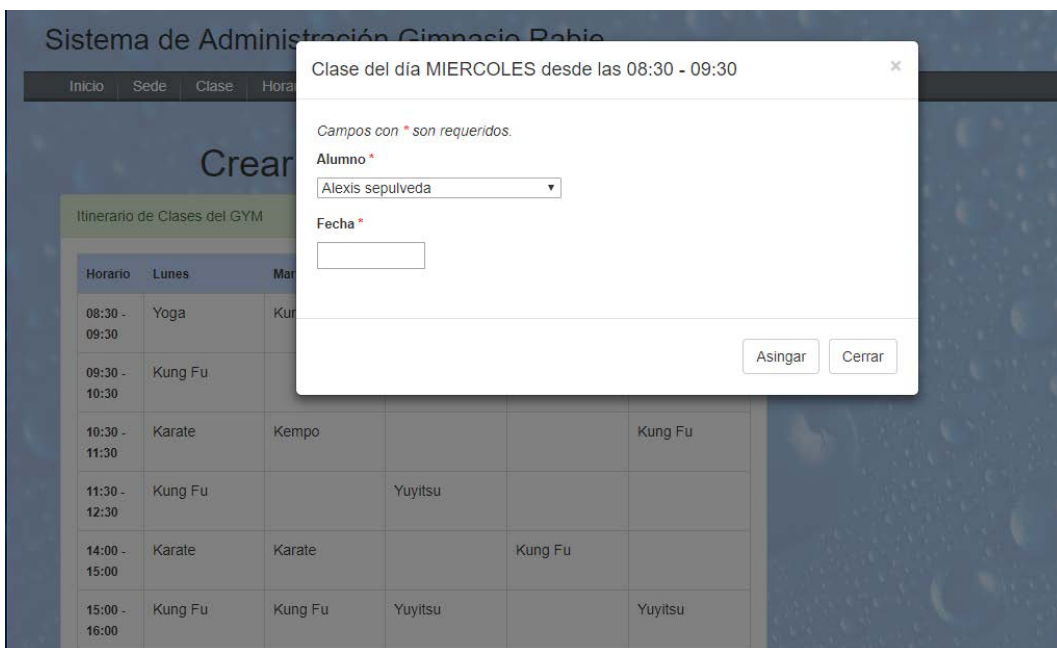 Sistema de Administración Gimnasio Rabie
Inicio Sede Clase Horar
Clase del día MIERCOLES desde las 08:30 - 09:30 ×
Campos con * son requeridos.
Alumno *
Alexis sepulveda
Fecha *
Asingar Cerrar
Crear
Itinerario de Clases del GYM
Horario Lunes Mar
08:30 - Yoga Kur
09:30
09:30 - Kung Fu
10:30
10:30 - Karate Kempo Kung Fu
11:30
11:30 - Kung Fu Yuyitsu
12:30
14:00 - Karate Karate Kung Fu
15:00
15:00 - Kung Fu Kung Fu Yuyitsu Yuyitsu
16:00